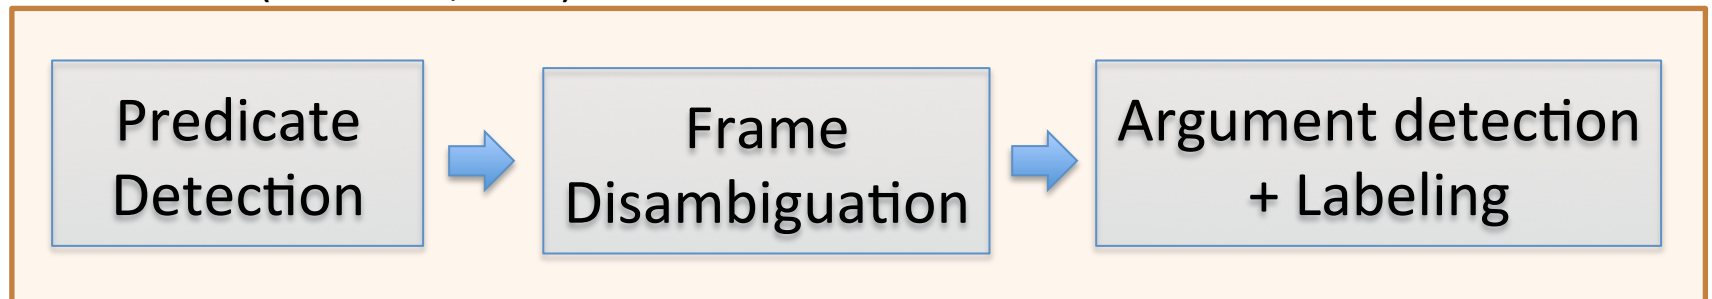 Predicate
Detection
Frame
Disambiguation
Argument detection
+ Labeling